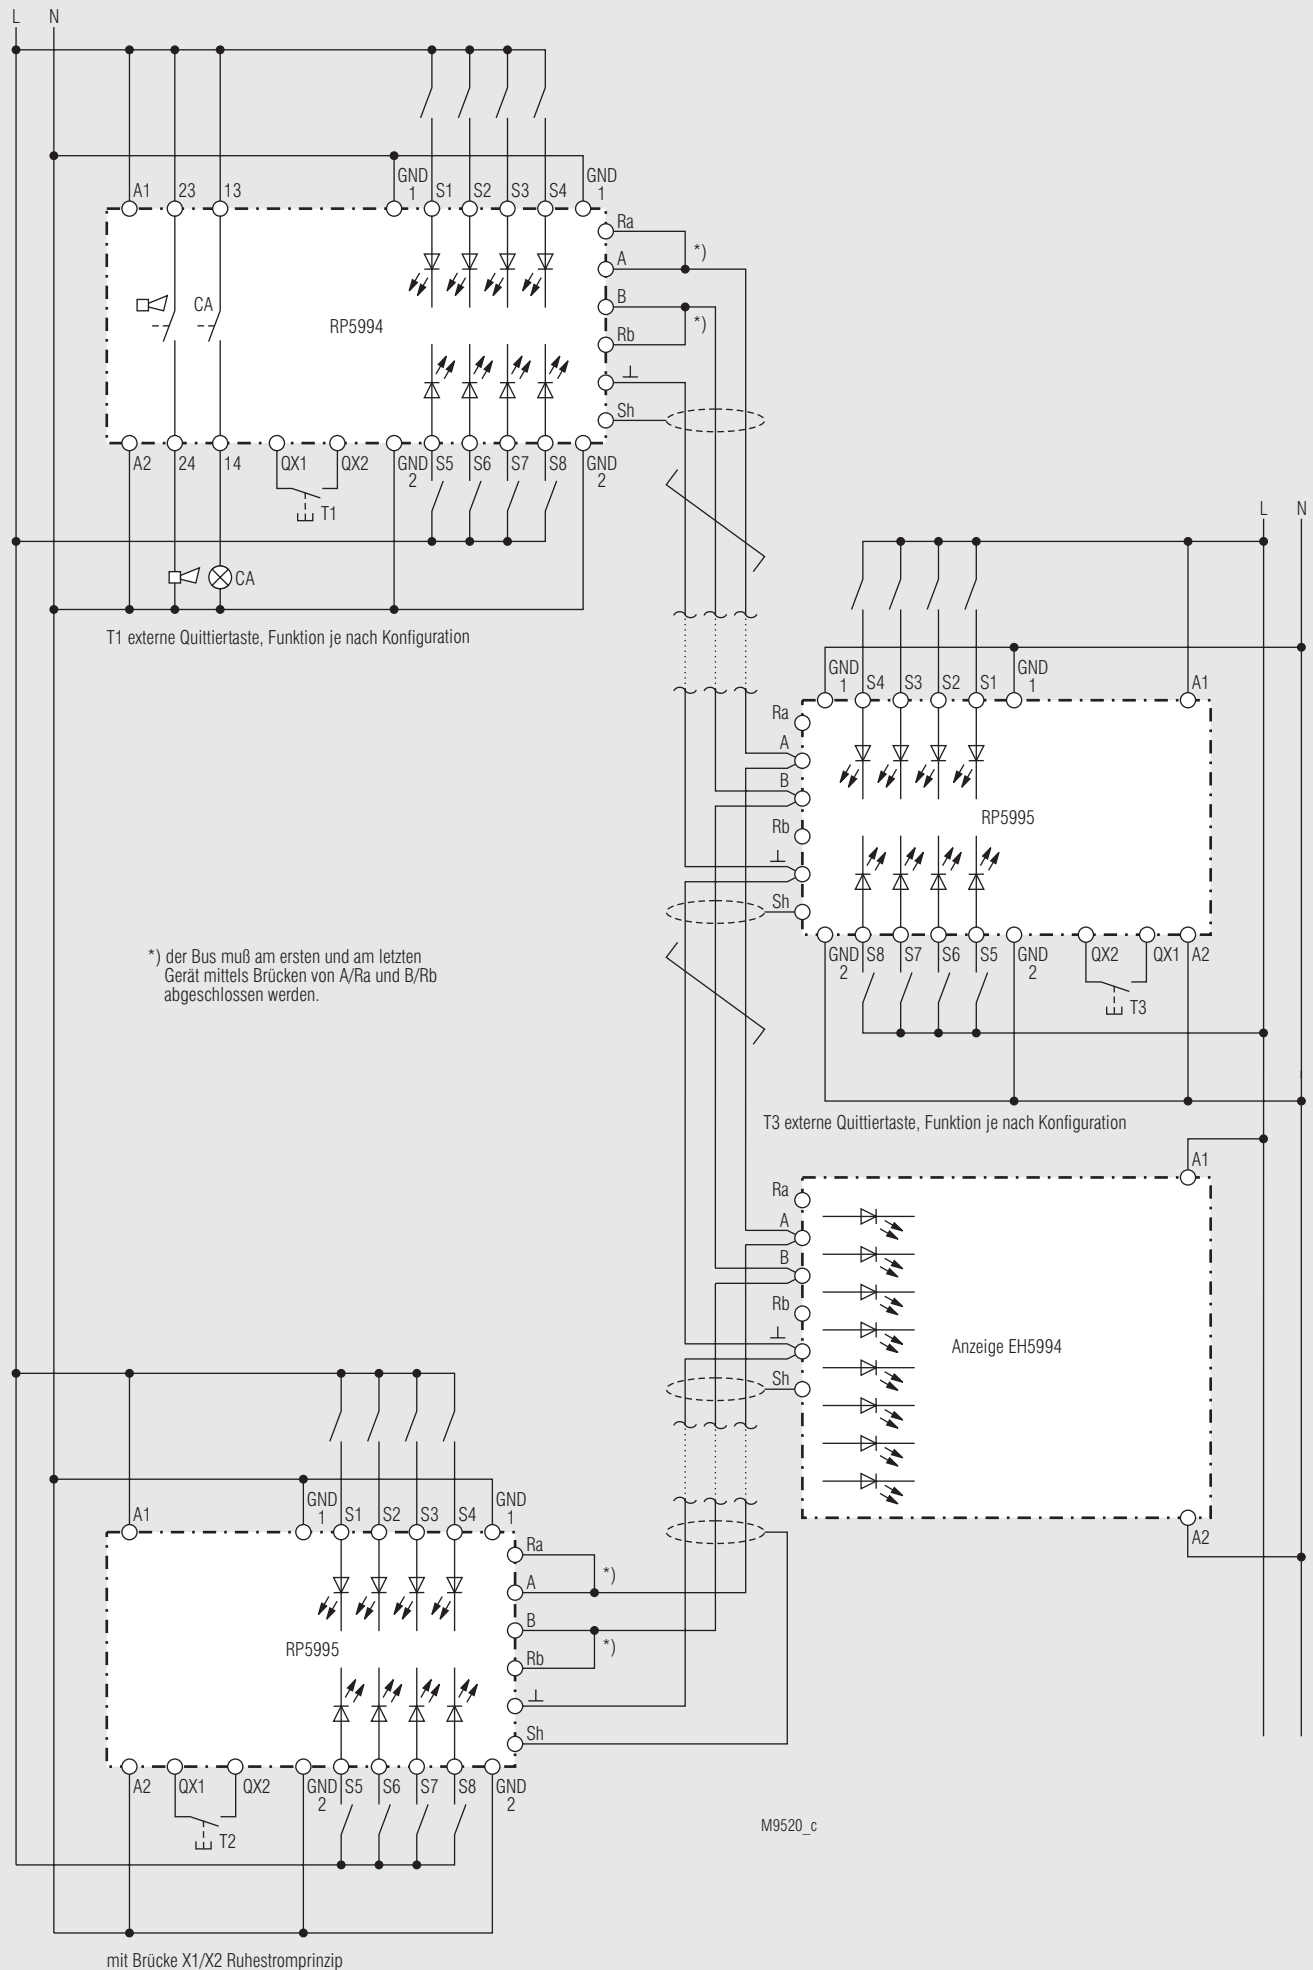 L N
A1 23 13 GND 1 S1 S2 S3 S4 GND 1
Ra
*)
A
CA
B
RP5994
*)
Rb
⊥
Sh
A2 24 14 QX1 QX2 GND 2 S5 S6 S7 S8 GND 2
T1
CA
T1 externe Quittiertaste, Funktion je nach Konfiguration
L N
GND 1 S4 S3 S2 S1 GND 1 A1
Ra
A
B
RP5995
Rb
⊥
Sh
GND 2 S8 S7 S6 S5 GND 2 QX2 QX1 A2
T3
*) der Bus muß am ersten und am letzten
Gerät mittels Brücken von A/Ra und B/Rb
abgeschlossen werden.
T3 externe Quittiertaste, Funktion je nach Konfiguration
A1
Ra
A
B
Rb
⊥
Anzeige EH5994
Sh
A2
A1 GND 1 S1 S2 S3 S4 GND 1
Ra
*)
A
B
RP5995
*)
Rb
⊥
Sh
A2 QX1 QX2 GND 2 S5 S6 S7 S8 GND 2
T2
M9520_c
mit Brücke X1/X2 Ruhestromprinzip